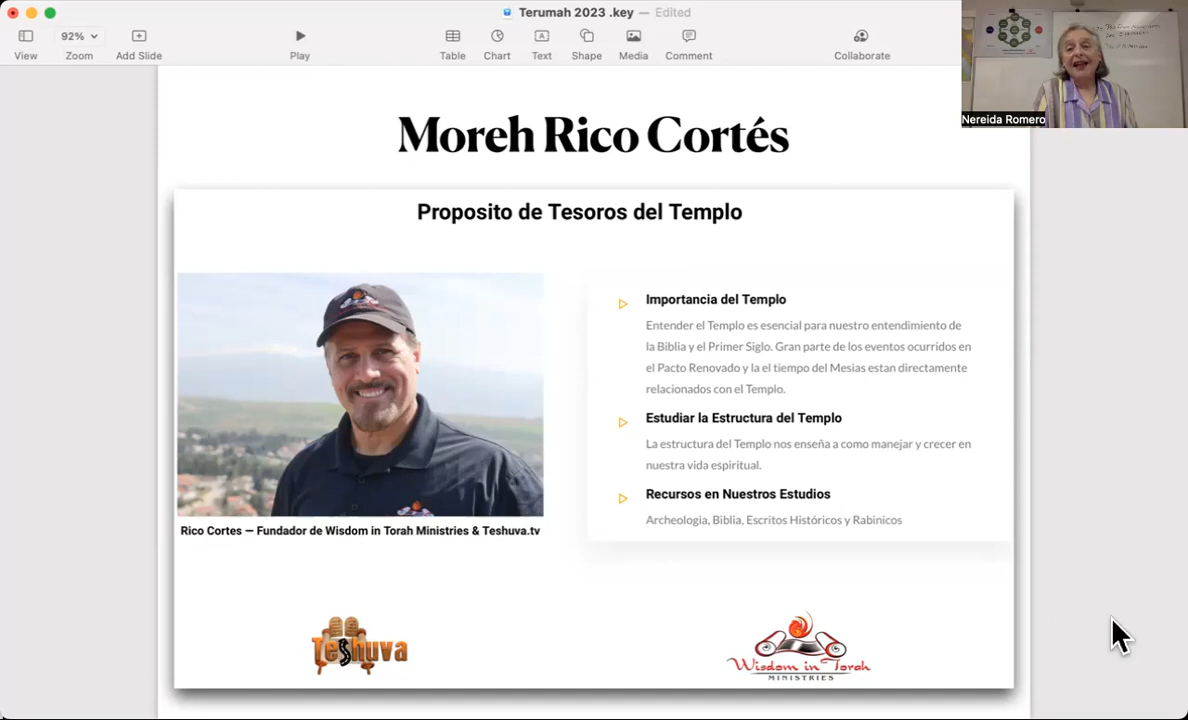 Terumah 2023 .key — Edited
92%
View
Zoom
Add Slide
Play
Table
Chart
Text
Shape
Media
Comment
Collaborate
Nereida Romero
Moreh Rico Cortés
Proposito de Tesoros del Templo
Importancia del Templo
Entender el Templo es esencial para nuestro entendimiento de
la Biblia y el Primer Siglo. Gran parte de los eventos ocurridos en
el Pacto Renovado y la el tiempo del Mesias estan directamente
relacionados con el Templo.
Estudiar la Estructura del Templo
La estructura del Templo nos enseña a como manejar y crecer en
nuestra vida espiritual.
Recursos en Nuestros Estudios
Archeologia, Biblia, Escritos Históricos y Rabinicos
Rico Cortes — Fundador de Wisdom in Torah Ministries & Teshuva.tv
Teshuva
Wisdom in Torah
MINISTRIES